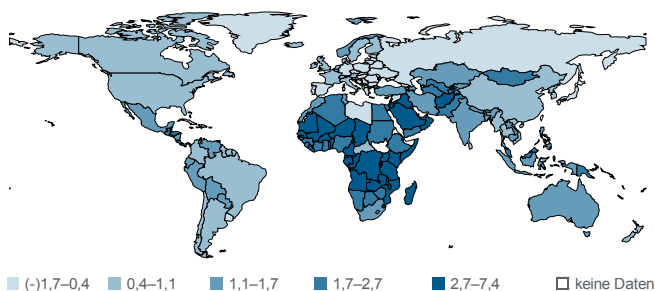 (-)1,7–0,4 0,4–1,1 1,1–1,7 1,7–2,7 2,7–7,4 keine Daten